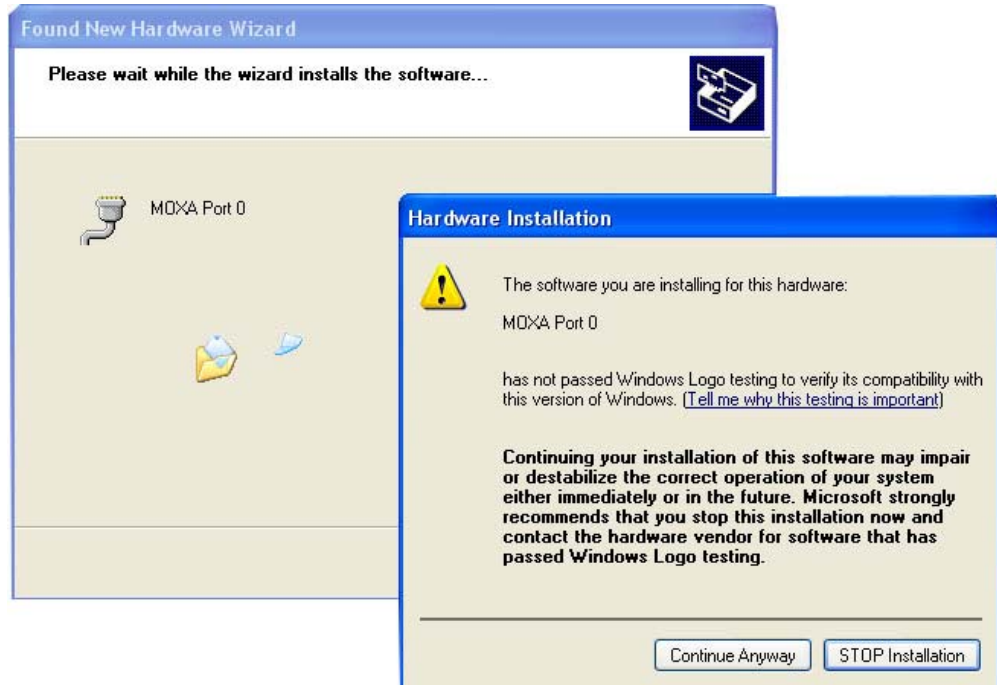 Found New Hardware Wizard
Please wait while the wizard installs the software...
MOXA Port 0
Hardware Installation
The software you are installing for this hardware:
MOXA Port 0
has not passed Windows Logo testing to verify its compatibility with
this version of Windows. (Tell me why this testing is important)
Continuing your installation of this software may impair
or destabilize the correct operation of your system
either immediately or in the future. Microsoft strongly
recommends that you stop this installation now and
contact the hardware vendor for software that has
passed Windows Logo testing.
Continue Anyway
STOP Installation